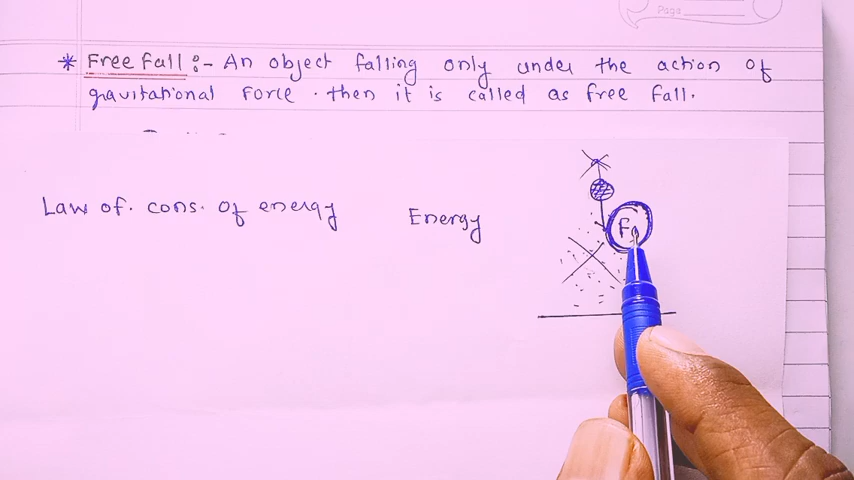 Page
* Free Fall :- An object falling only under the action of
gravitational Force . then it is called as free fall.
Law of. cons. of energy
Energy
F